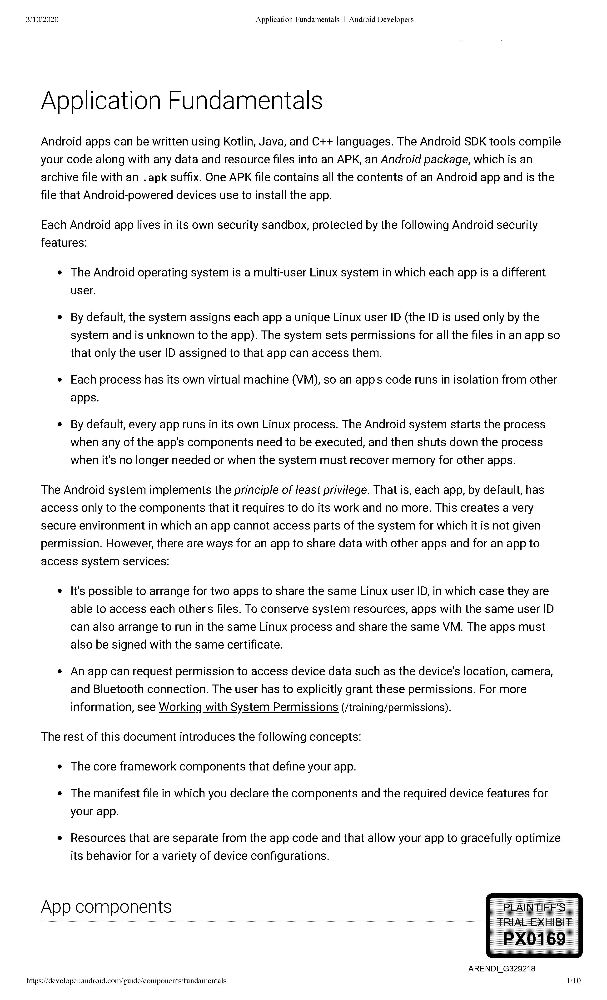 3/10/2020
Application Fundamentals | Android Developers
Application Fundamentals
Android apps can be written using Kotlin, Java, and C++ languages. The Android SDK tools compile
your code along with any data and resource files into an APK, an Android package, which is an
archive file with an .apk suffix. One APK file contains all the contents of an Android app and is the
file that Android-powered devices use to install the app.
Each Android app lives in its own security sandbox, protected by the following Android security
features:
• The Android operating system is a multi-user Linux system in which each app is a different
user.
• By default, the system assigns each app a unique Linux user ID (the ID is used only by the
system and is unknown to the app). The system sets permissions for all the files in an app so
that only the user ID assigned to that app can access them.
• Each process has its own virtual machine (VM), so an app's code runs in isolation from other
apps.
• By default, every app runs in its own Linux process. The Android system starts the process
when any of the app's components need to be executed, and then shuts down the process
when it's no longer needed or when the system must recover memory for other apps.
The Android system implements the principle of least privilege. That is, each app, by default, has
access only to the components that it requires to do its work and no more. This creates a very
secure environment in which an app cannot access parts of the system for which it is not given
permission. However, there are ways for an app to share data with other apps and for an app to
access system services:
• It's possible to arrange for two apps to share the same Linux user ID, in which case they are
able to access each other's files. To conserve system resources, apps with the same user ID
can also arrange to run in the same Linux process and share the same VM. The apps must
also be signed with the same certificate.
• An app can request permission to access device data such as the device's location, camera,
and Bluetooth connection. The user has to explicitly grant these permissions. For more
information, see Working with System Permissions (/training/permissions).
The rest of this document introduces the following concepts:
• The core framework components that define your app.
• The manifest file in which you declare the components and the required device features for
your app.
• Resources that are separate from the app code and that allow your app to gracefully optimize
its behavior for a variety of device configurations.
App components
PLAINTIFF'S
TRIAL EXHIBIT
PX0169
ARENDI_G329218
https://developer.android.com/guide/components/fundamentals
1/10